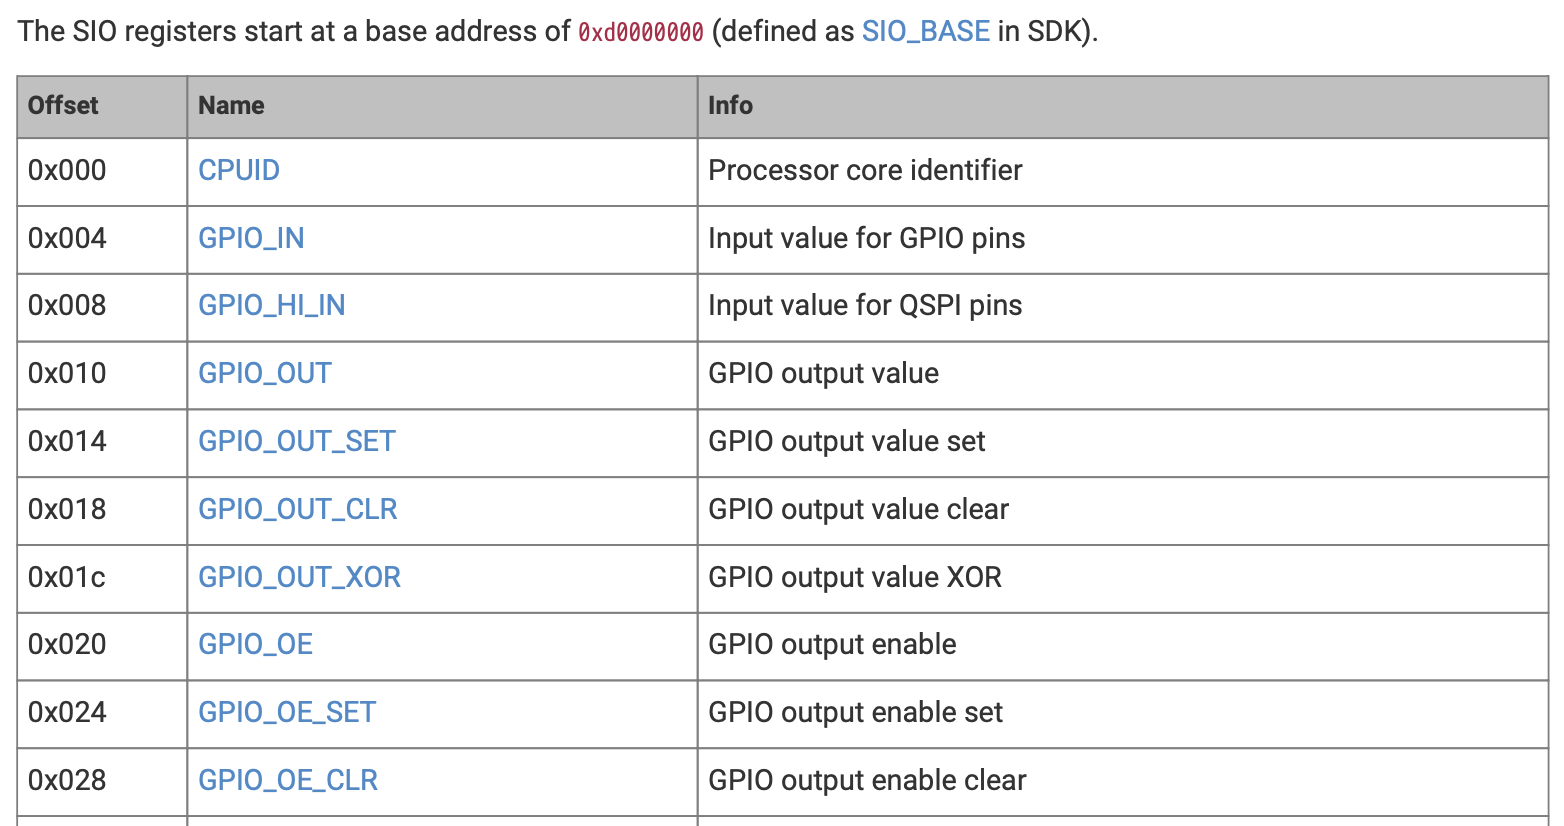 The SIO registers start at a base address of 0xd0000000 (defined as SIO_BASE in SDK).
Offset Name Info
0x000 CPUID Processor core identifier
0x004 GPIO_IN Input value for GPIO pins
0x008 GPIO_HI_IN Input value for QSPI pins
0x010 GPIO_OUT GPIO output value
0x014 GPIO_OUT_SET GPIO output value set
0x018 GPIO_OUT_CLR GPIO output value clear
0x01c GPIO_OUT_XOR GPIO output value XOR
0x020 GPIO_OE GPIO output enable
0x024 GPIO_OE_SET GPIO output enable set
0x028 GPIO_OE_CLR GPIO output enable clear